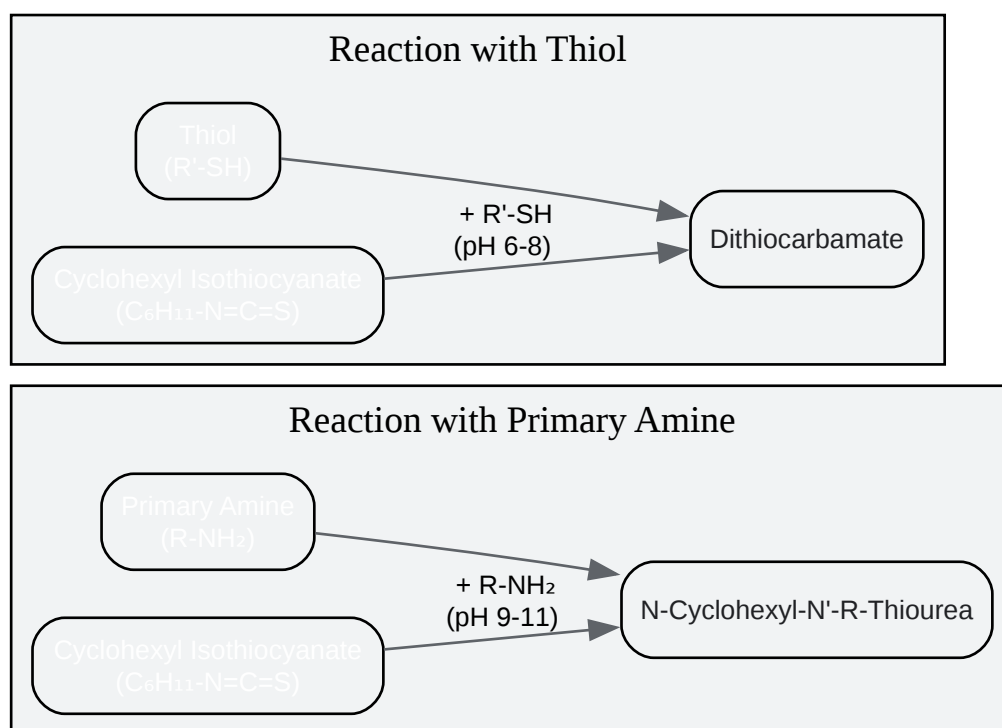 Reaction with Thiol
Thiol
(R'-SH)
+ R'-SH
(pH 6-8)
Dithiocarbamate
Cyclohexyl Isothiocyanate
(C₆H₁₁-N=C=S)
Reaction with Primary Amine
Primary Amine
(R-NH₂)
+ R-NH₂
(pH 9-11)
N-Cyclohexyl-N'-R-Thiourea
Cyclohexyl Isothiocyanate
(C₆H₁₁-N=C=S)